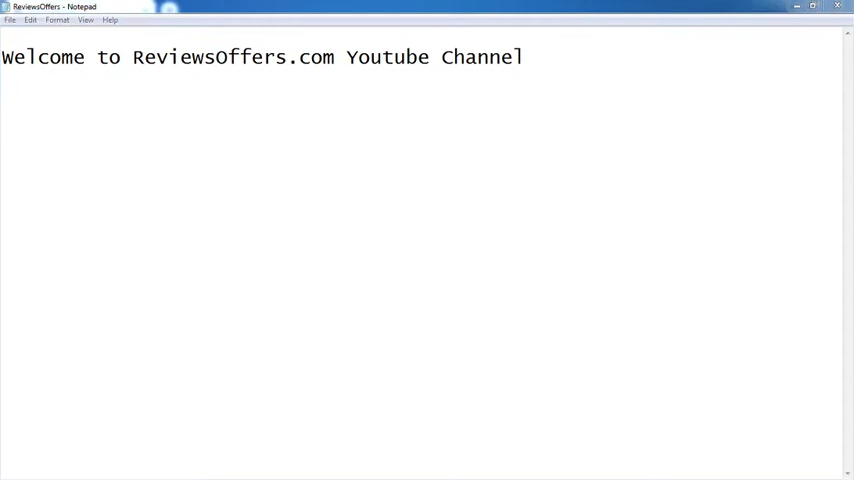 ReviewsOffers - Notepad
File Edit Format View Help
Welcome to ReviewsOffers.com Youtube Channel